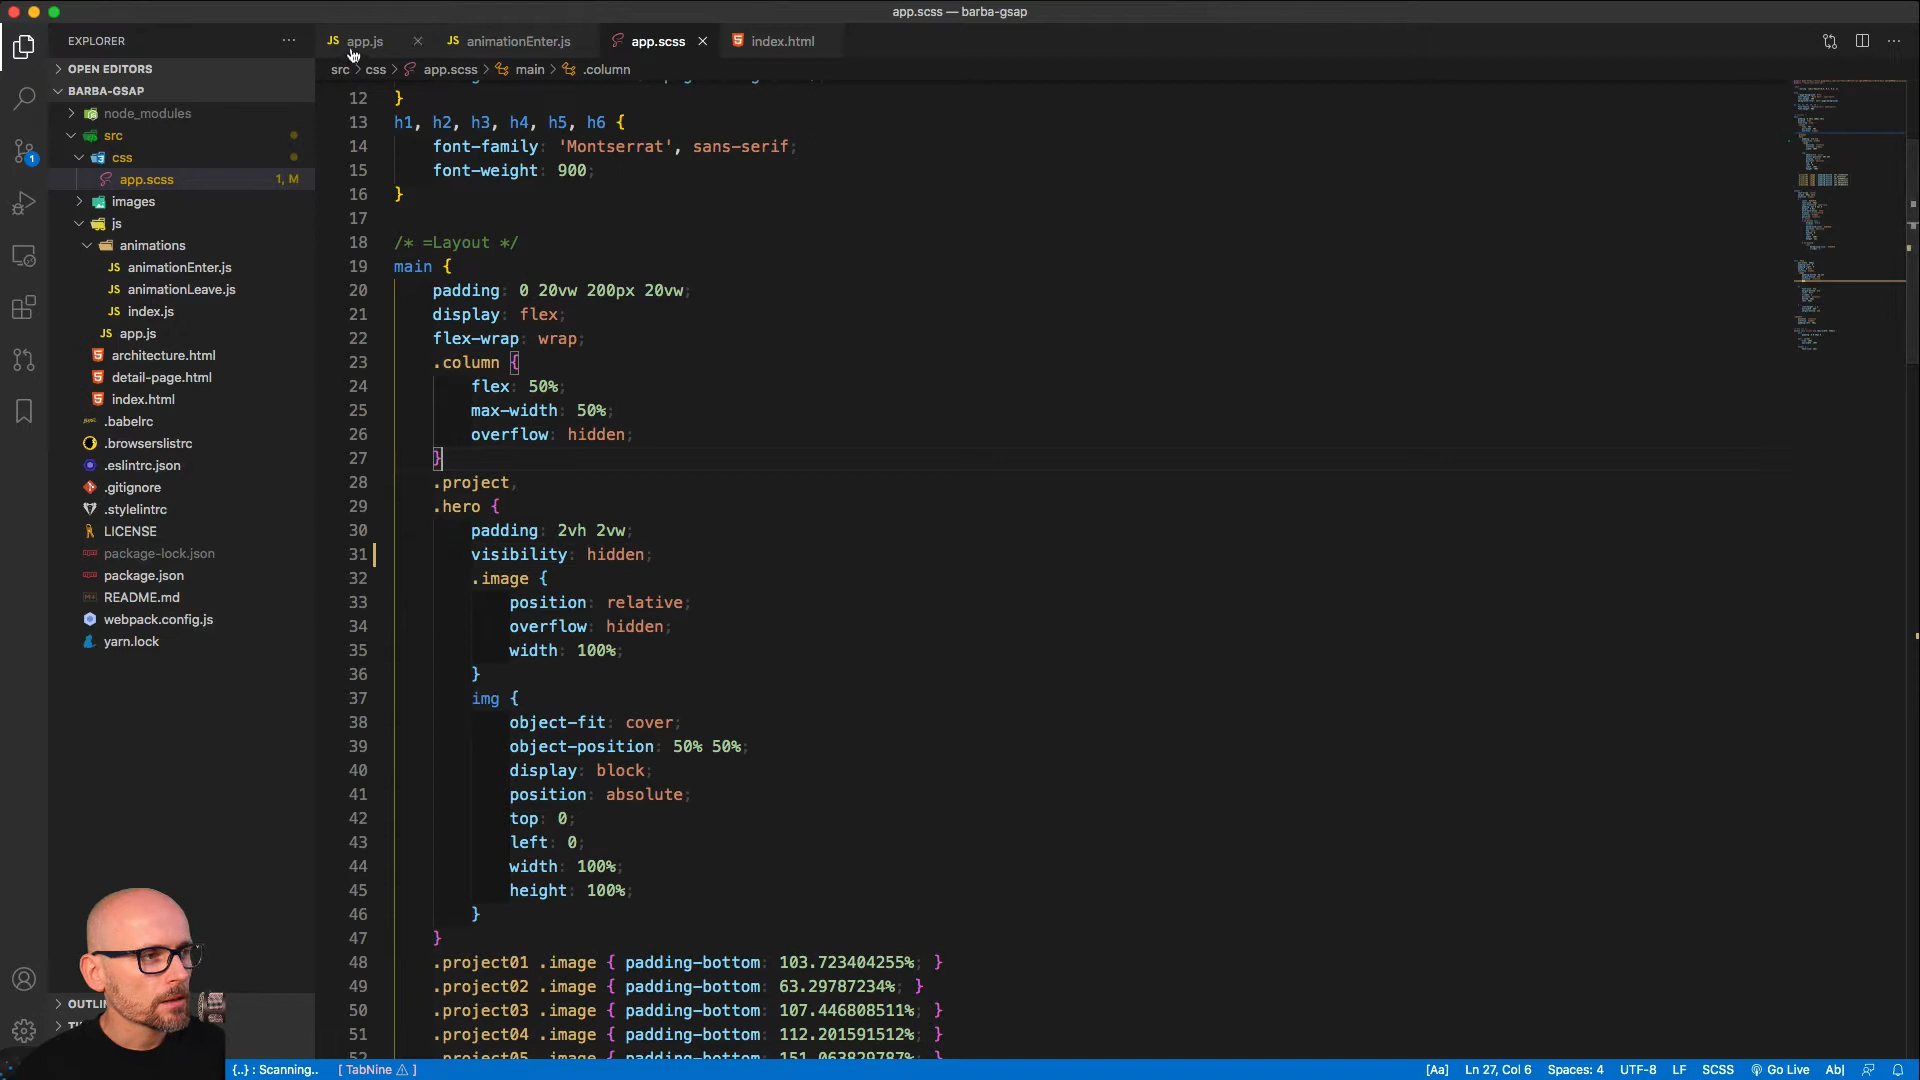 app.scss — barba-gsap
EXPLORER
OPEN EDITORS
BARBA-GSAP
node_modules
src
css
app.scss 1, M
images
js
animations
animationEnter.js
animationLeave.js
index.js
app.js
architecture.html
detail-page.html
index.html
.babelrc
.browserslistrc
.eslintrc.json
.gitignore
.stylelintrc
LICENSE
package-lock.json
package.json
README.md
webpack.config.js
yarn.lock
JS app.js
JS animationEnter.js
app.scss
index.html
src > css > app.scss > main > .column
12 }
13 h1, h2, h3, h4, h5, h6 {
14 font-family: 'Montserrat', sans-serif;
15 font-weight: 900;
16 }
17
18 /* =Layout */
19 main {
20 padding: 0 20vw 200px 20vw;
21 display: flex;
22 flex-wrap: wrap;
23 .column {
24 flex: 50%;
25 max-width: 50%;
26 overflow: hidden;
27 }
28 .project,
29 .hero {
30 padding: 2vh 2vw;
31 visibility: hidden;
32 .image {
33 position: relative;
34 overflow: hidden;
35 width: 100%;
36 }
37 img {
38 object-fit: cover;
39 object-position: 50% 50%;
40 display: block;
41 position: absolute;
42 top: 0;
43 left: 0;
44 width: 100%;
45 height: 100%;
46 }
47 }
48 .project01 .image { padding-bottom: 103.723404255%; }
49 .project02 .image { padding-bottom: 63.29787234%; }
50 .project03 .image { padding-bottom: 107.446808511%; }
51 .project04 .image { padding-bottom: 112.201591512%; }
52 .project05 .image { padding-bottom: 151.063829787%; }
{..} : Scanning..
[ TabNine ⚠ ]
[Aa]
Ln 27, Col 6
Spaces: 4
UTF-8
LF
SCSS
Go Live
Ab|